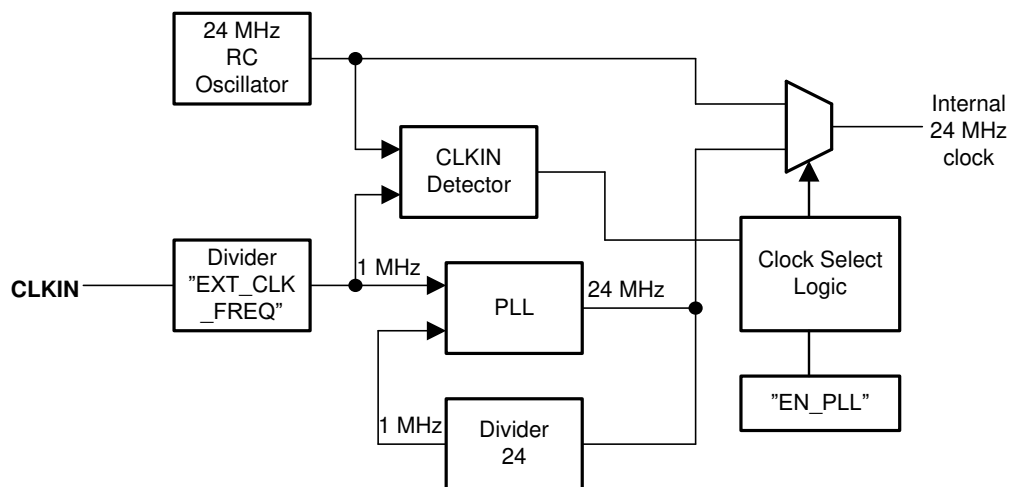 24 MHz
RC
Oscillator
Internal
24 MHz
clock
CLKIN
Detector
CLKIN
Divider
"EXT_CLK
_FREQ"
1 MHz
PLL
24 MHz
Clock Select
Logic
1 MHz
Divider
24
"EN_PLL"